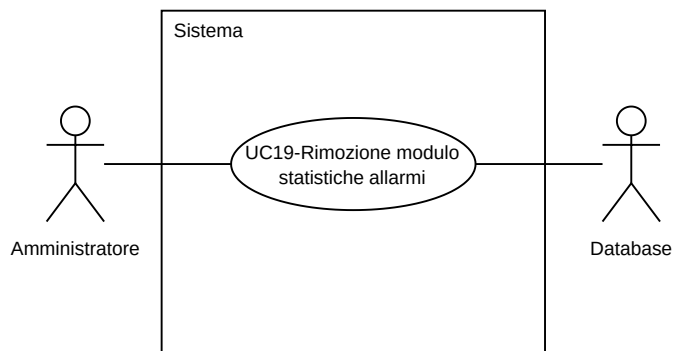 Sistema
UC19-Rimozione modulo
statistiche allarmi
Amministratore
Database